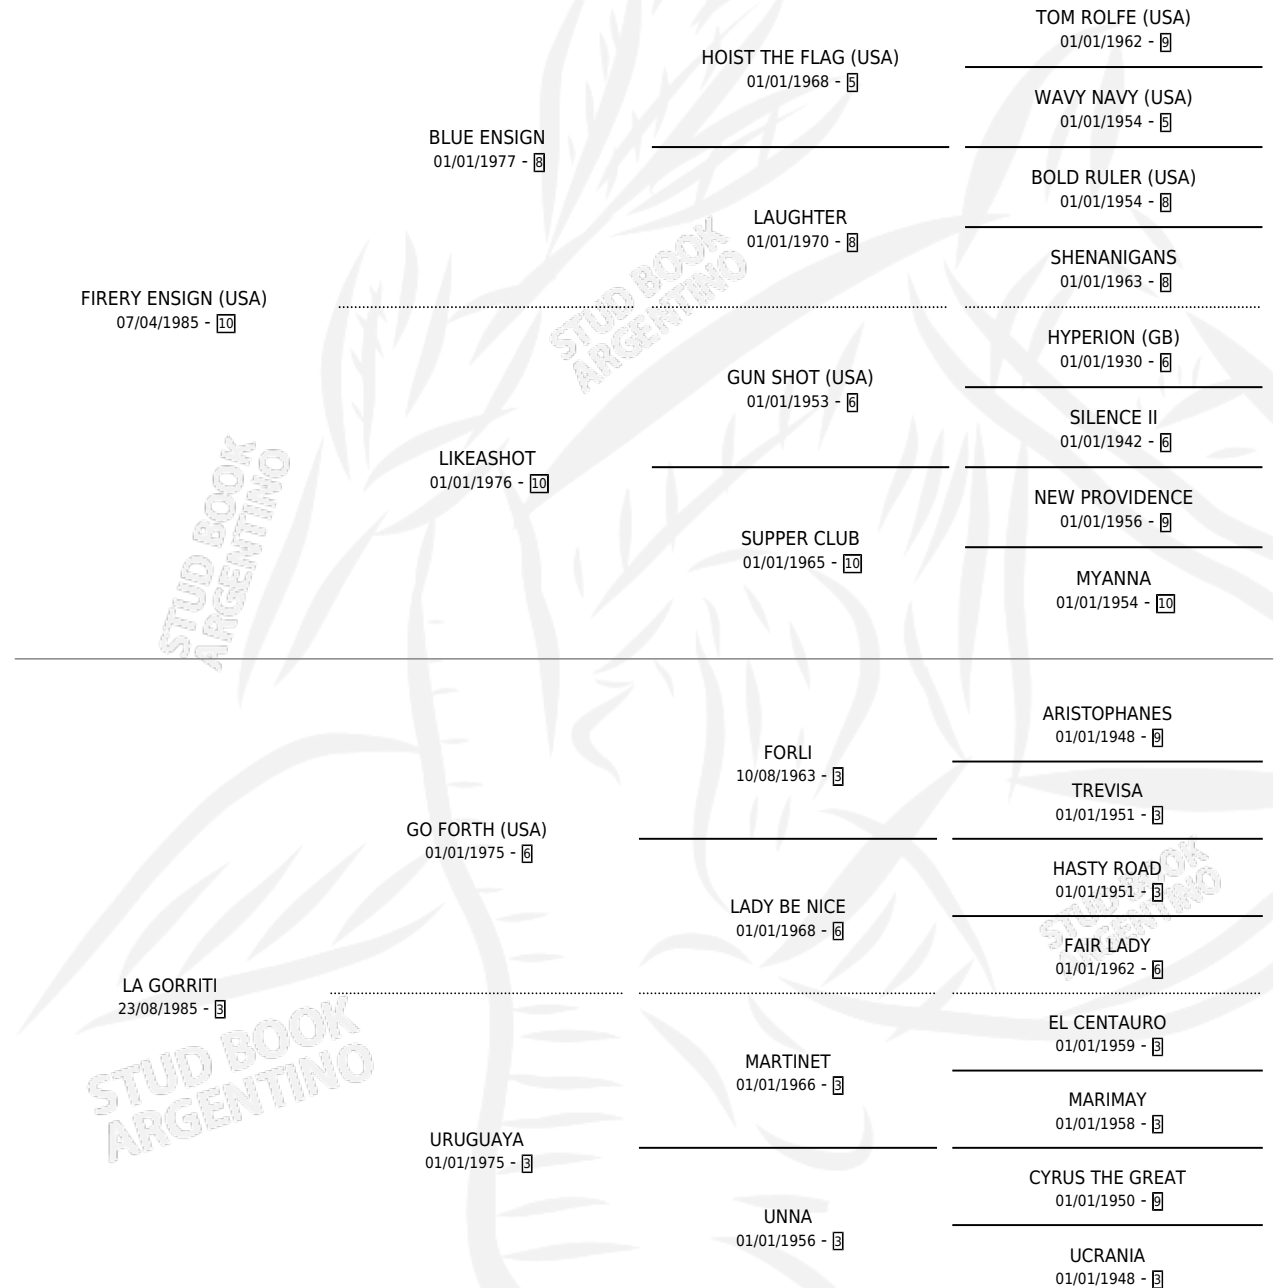 TOM ROLFE (USA)
01/01/1962 - 9
HOIST THE FLAG (USA)
01/01/1968 - 5
WAVY NAVY (USA)
01/01/1954 - 5
BLUE ENSIGN
01/01/1977 - 8
BOLD RULER (USA)
01/01/1954 - 8
LAUGHTER
01/01/1970 - 8
SHENANIGANS
01/01/1963 - 8
FIRERY ENSIGN (USA)
07/04/1985 - 10
HYPERION (GB)
01/01/1930 - 6
GUN SHOT (USA)
01/01/1953 - 6
SILENCE II
01/01/1942 - 6
LIKEASHOT
01/01/1976 - 10
NEW PROVIDENCE
01/01/1956 - 9
SUPPER CLUB
01/01/1965 - 10
MYANNA
01/01/1954 - 10
ARISTOPHANES
01/01/1948 - 9
FORLI
10/08/1963 - 3
TREVISA
01/01/1951 - 3
GO FORTH (USA)
01/01/1975 - 6
HASTY ROAD
01/01/1951 - 3
LADY BE NICE
01/01/1968 - 6
FAIR LADY
01/01/1962 - 6
LA GORRITI
23/08/1985 - 3
EL CENTAURO
01/01/1959 - 3
MARTINET
01/01/1966 - 3
MARIMAY
01/01/1958 - 3
URUGUAYA
01/01/1975 - 3
CYRUS THE GREAT
01/01/1950 - 9
UNNA
01/01/1956 - 3
UCRANIA
01/01/1948 - 3
STUD BOOK
ARGENTINO
STUD BOOK
ARGENTINO
STUD BOOK
ARGENTINO
STUD BOOK
ARGENTINO